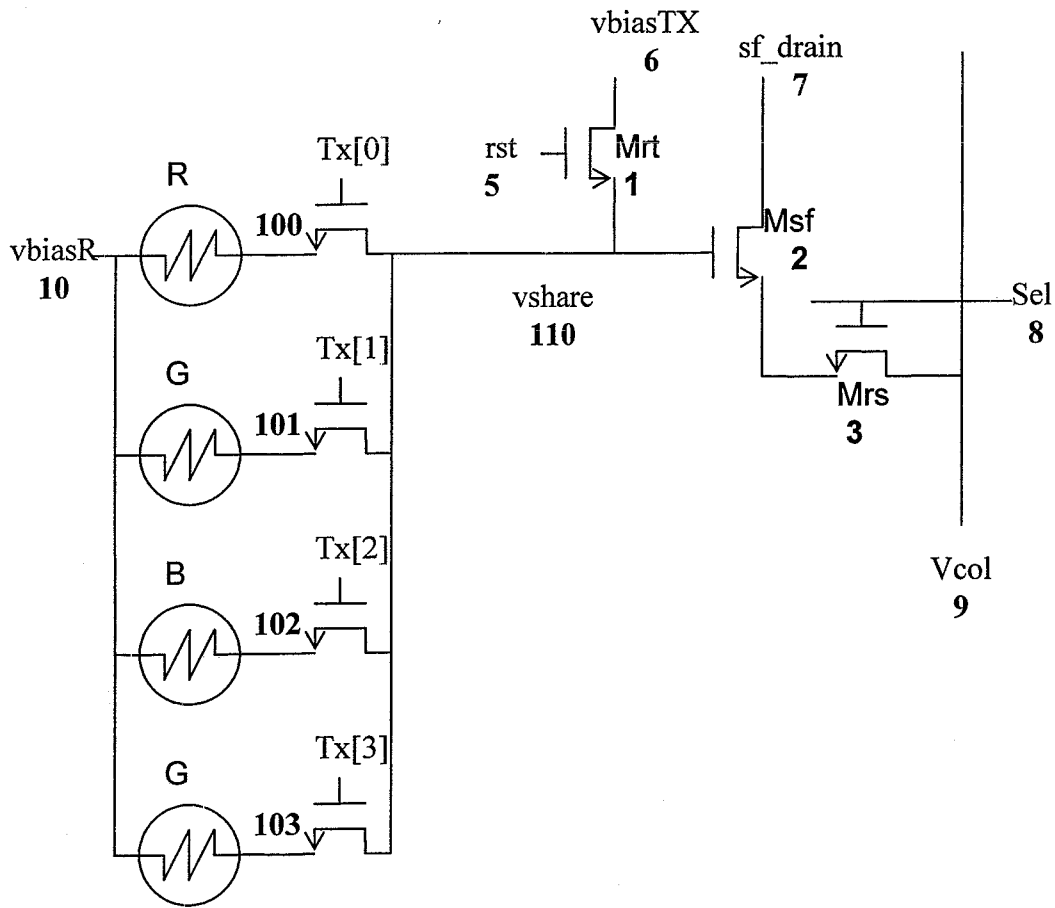 vbiasTX
6
sf_drain
7
Tx[0]
rst
5
Mrt
1
R
100
Msf
2
vbiasR
10
vshare
110
Sel
8
Tx[1]
G
101
Mrs
3
Tx[2]
B
102
Vcol
9
Tx[3]
G
103